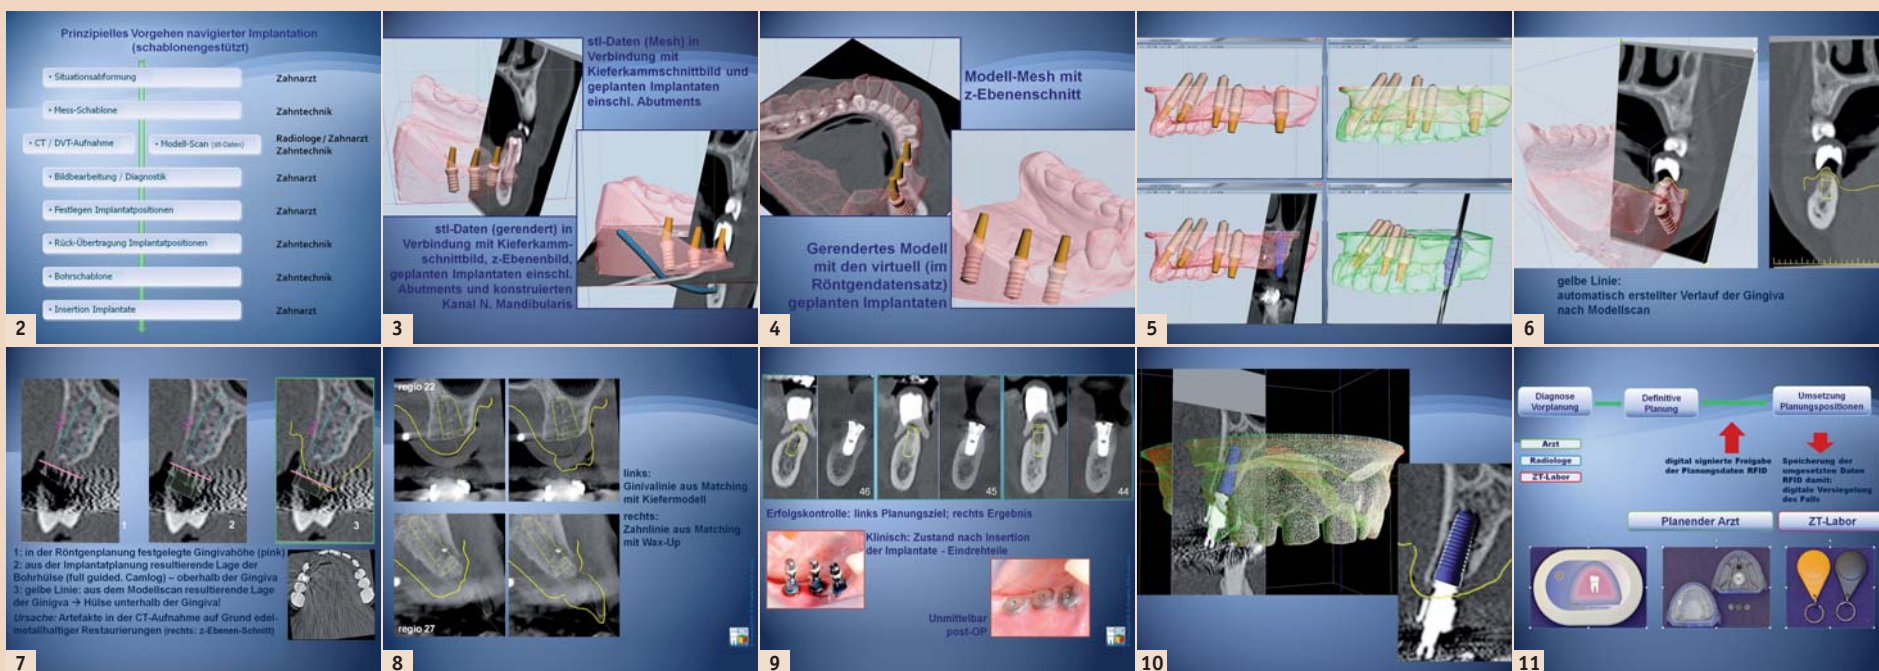 Prinzipielles Vorgehen navigierter Implantation
(schablonengestützt)
• Situationsabformung
Zahnarzt
• Mess-Schablone
Zahntechnik
• CT / DVT-Aufnahme
• Modell-Scan (stl-Daten)
Radiologe / Zahnarzt
Zahntechnik
• Bildbearbeitung / Diagnostik
Zahnarzt
• Festlegen Implantatpositionen
Zahnarzt
• Rück-Übertragung Implantatpositionen
Zahntechnik
• Bohrschablone
Zahntechnik
• Insertion Implantate
Zahnarzt
2
stl-Daten (Mesh) in
Verbindung mit
Kieferkammschnittbild und
geplanten Implantaten
einschl. Abutments
stl-Daten (gerendert) in
Verbindung mit Kieferkamm-
schnittbild, z-Ebenenbild,
geplanten Implantaten einschl.
Abutments und konstruierten
Kanal N. Mandibularis
3
Modell-Mesh mit
z-Ebenenschnitt
Gerendertes Modell
mit den virtuell (im
Röntgendatensatz)
geplanten Implantaten
4
5
gelbe Linie:
automatisch erstellter Verlauf der Gingiva
nach Modellscan
6
1
2
3
1: in der Röntgenplanung festgelegte Gingivahöhe (pink)
2: aus der Implantatplanung resultierende Lage der
Bohrhülse (full guided. Camlog) – oberhalb der Gingiva
3: gelbe Linie: aus dem Modellscan resultierende Lage
der Ginigva → Hülse unterhalb der Gingiva!
Ursache: Artefakte in der CT-Aufnahme auf Grund edel-
metallhaltiger Restaurierungen (rechts: z-Ebenen-Schnitt)
7
regio 22
links:
Ginivalinie aus Matching
mit Kiefermodell
rechts:
Zahnlinie aus Matching
mit Wax-Up
regio 27
8
46
45
44
Erfolgskontrolle: links Planungsziel; rechts Ergebnis
Klinisch: Zustand nach Insertion
der Implantate - Eindrehteile
Unmittelbar
post-OP
9
10
Diagnose
Vorplanung
Definitive
Planung
Umsetzung
Planungspositionen
Arzt
Radiologe
ZT-Labor
digital signierte Freigabe
der Planungsdaten RFID
Speicherung der
umgesetzten Daten
RFID damit:
digitale Versiegelung
des Falls
Planender Arzt
ZT-Labor
11